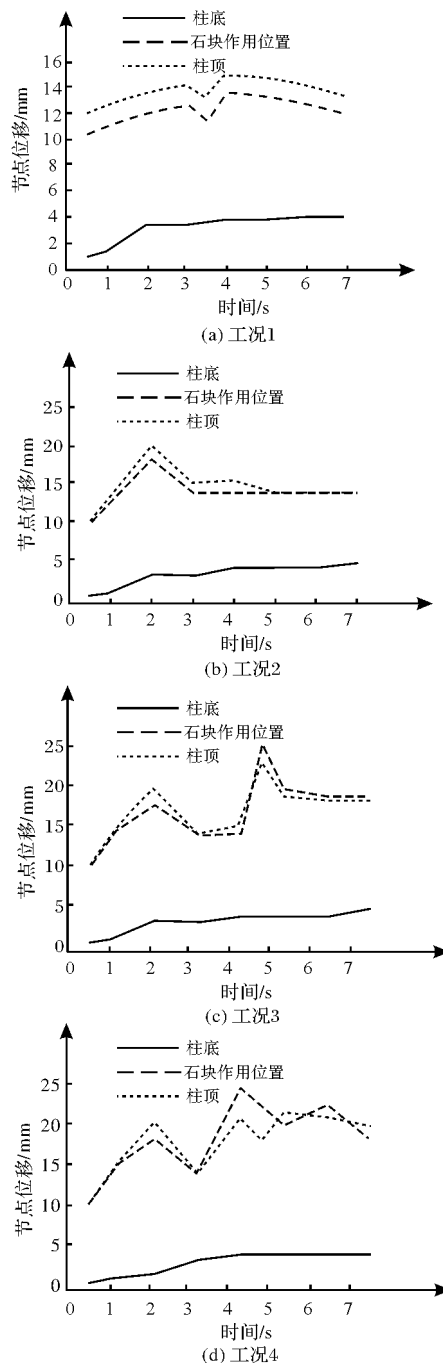 柱底
石块作用位置
柱顶
节点位移/mm
16
14
12
10
14
8
6
4
2
0
0 1 2 3 4 5 6 7
时间/s
(a) 工况1
柱底
石块作用位置
柱顶
节点位移/mm
25
20
15
10
5
0
0 1 2 3 4 5 6 7
时间/s
(b) 工况2
柱底
石块作用位置
柱顶
节点位移/mm
25
20
15
10
5
0
0 1 2 3 4 5 6 7
时间/s
(c) 工况3
柱底
石块作用位置
柱顶
节点位移/mm
25
20
15
10
5
0
0 1 2 3 4 5 6 7
时间/s
(d) 工况4